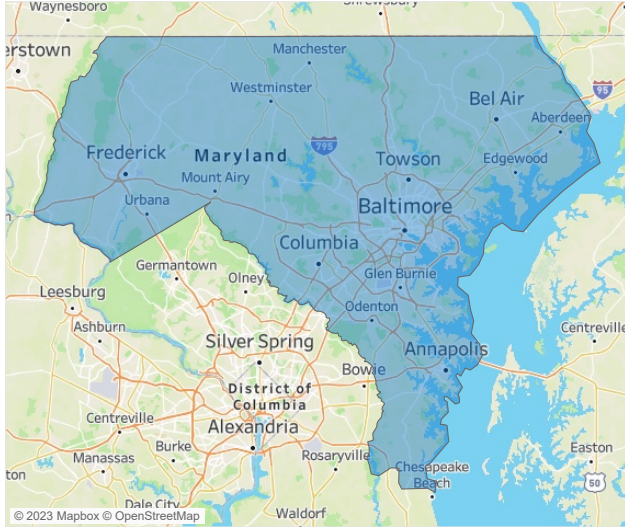 Waynesboro
Shrewsbury
erstown
Manchester
Westminster
95
Bel Air
Aberdeen
795
Frederick
Maryland
Towson
Edgewood
Mount Airy
Urbana
Baltimore
Columbia
Germantown
Olney
Glen Burnie
Leesburg
Odenton
Ashburn
Silver Spring
Centreville
Annapolis
Bowie
District of
Columbia
Centreville
Alexandria
Burke
Rosaryville
Easton
ton
Manassas
Chesapeake
Beach
50
Dale City
Waldorf
© 2023 Mapbox © OpenStreetMap